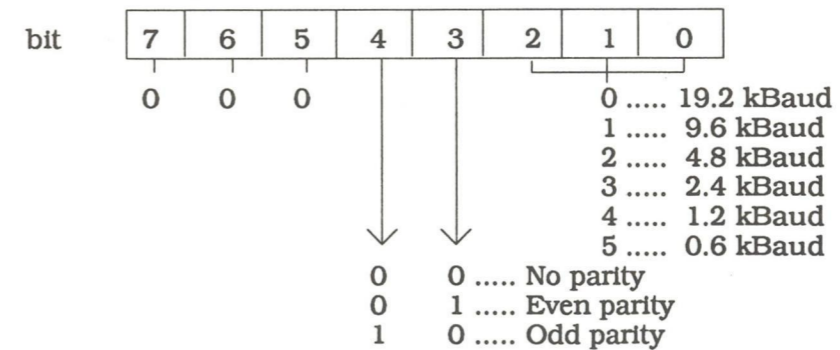 bit 7 6 5 4 3 2 1 0
0 0 0 0 ..... 19.2 kBaud
1 ..... 9.6 kBaud
2 ..... 4.8 kBaud
3 ..... 2.4 kBaud
4 ..... 1.2 kBaud
5 ..... 0.6 kBaud
0 0 ..... No parity
0 1 ..... Even parity
1 0 ..... Odd parity